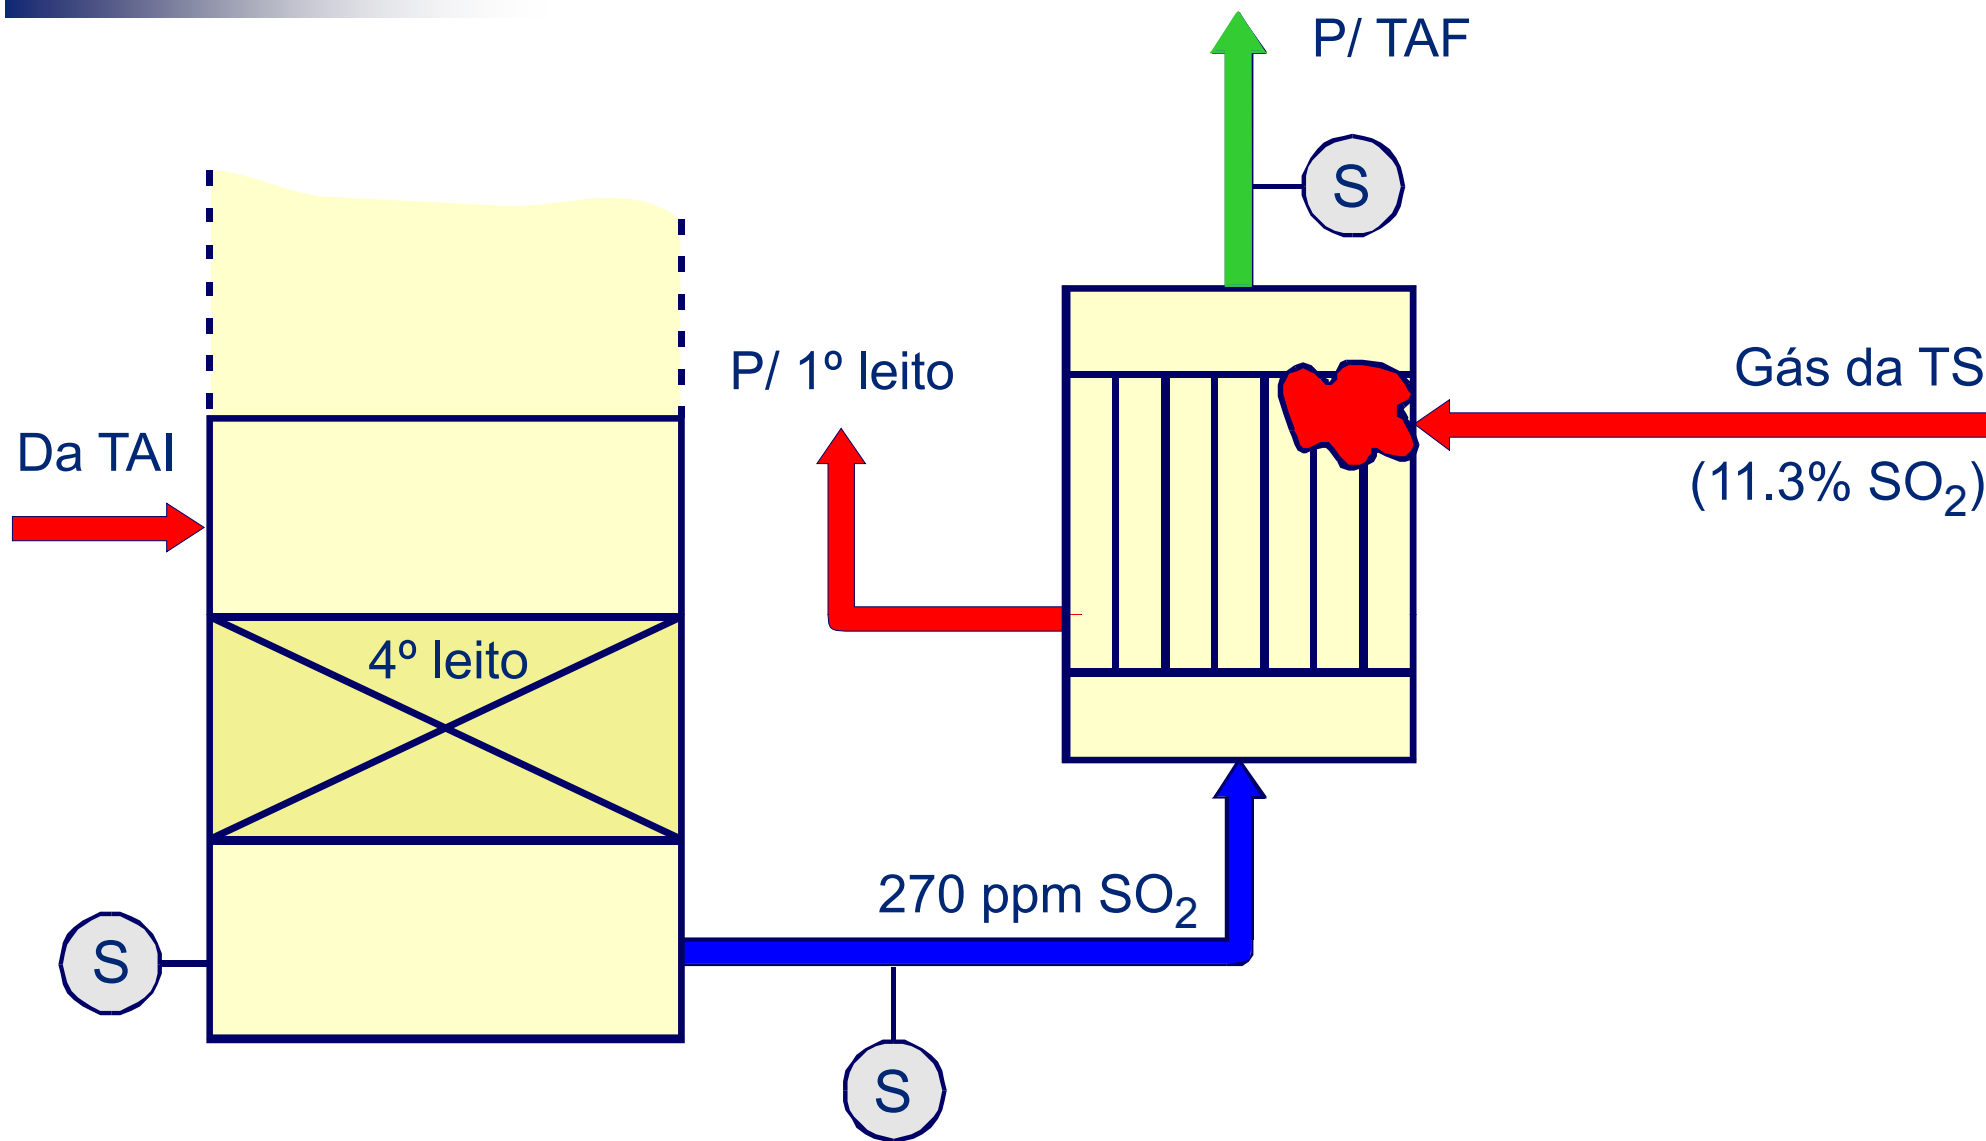 P/ TAF
S
P/ 1º leito
Gás da TS
(11.3% SO₂)
Da TAI
4º leito
270 ppm SO₂
S
S